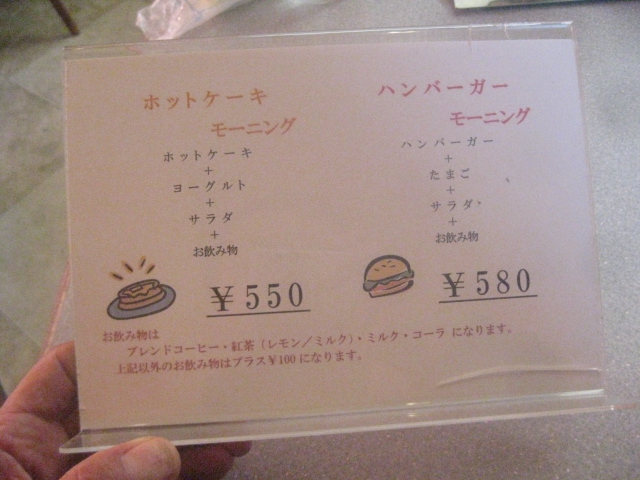 ホットケーキ
モーニング
ホットケーキ
+
ヨーグルト
+
サラダ
+
お飲み物
¥550
ハンバーガー
モーニング
ハンバーガー
+
たまご
+
サラダ
+
お飲み物
¥580
お飲み物は
ブレンドコーヒー・紅茶(レモン/ミルク)・ミルク・コーラ になります。
上記以外のお飲み物はプラス¥100になります。